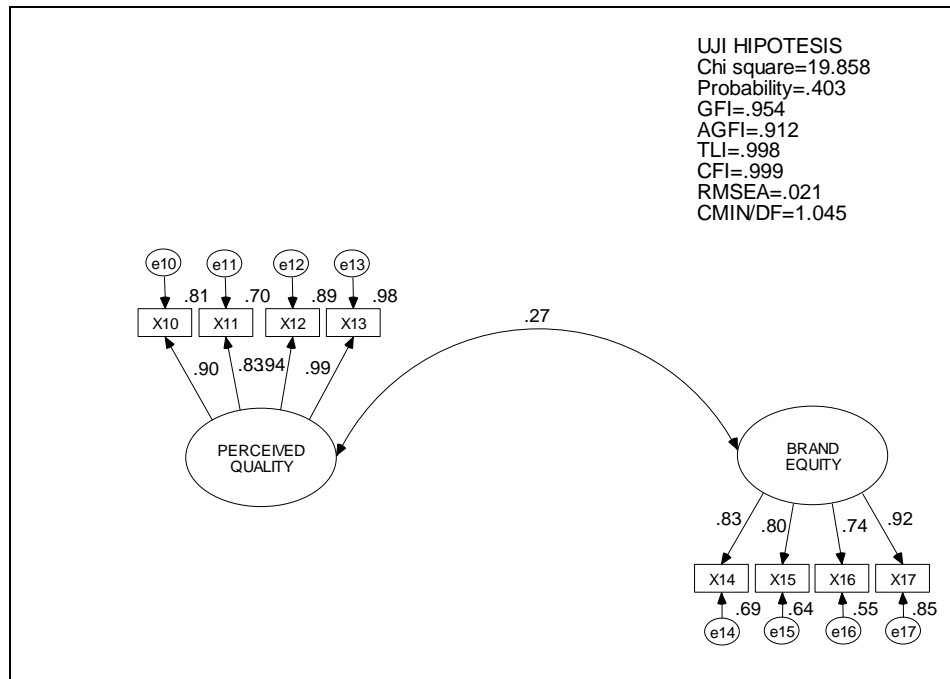 UJI HIPOTESIS
Chi square=19.858
Probability=.403
GFI=.954
AGFI=.912
TLI=.998
CFI=.999
RMSEA=.021
CMIN/DF=1.045
e10 e11 e12 e13
.81 .70 .89 .98
X10 X11 X12 X13
.27
.90 .83 .94 .99
PERCEIVED
QUALITY
BRAND
EQUITY
.83 .80 .74 .92
X14 X15 X16 X17
.69 .64 .55 .85
e14 e15 e16 e17